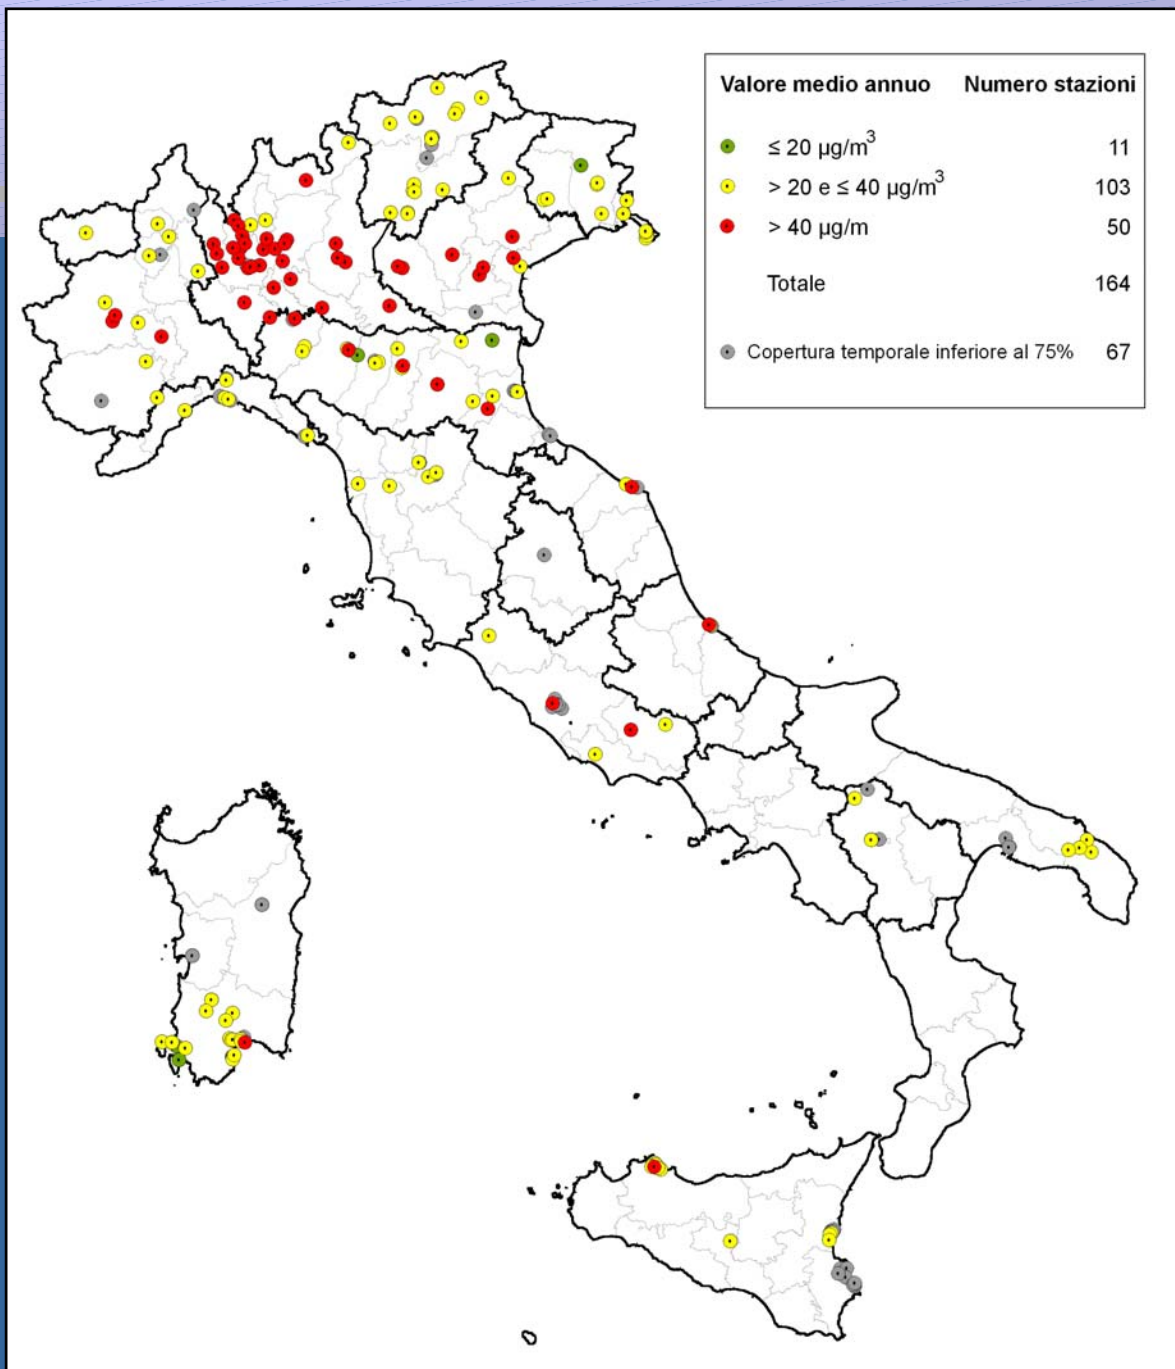 Valore medio annuo Numero stazioni
≤ 20 µg/m³ 11
> 20 e ≤ 40 µg/m³ 103
> 40 µg/m 50
Totale 164
Copertura temporale inferiore al 75% 67